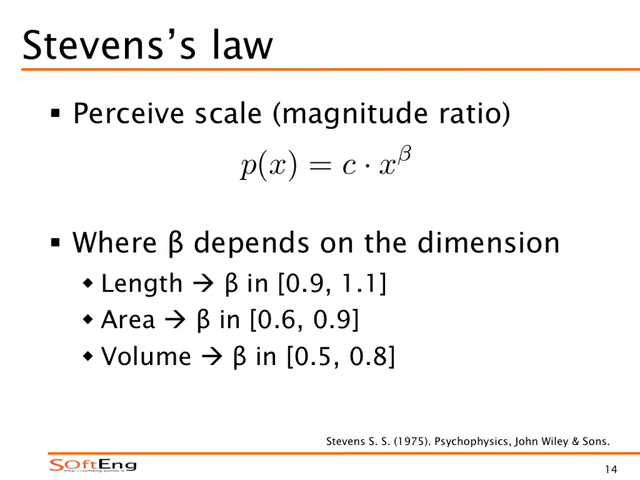 Stevens’s law
▪ Perceive scale (magnitude ratio)
p(x) = c · x^β
▪ Where β depends on the dimension
◆ Length → β in [0.9, 1.1]
◆ Area → β in [0.6, 0.9]
◆ Volume → β in [0.5, 0.8]
Stevens S. S. (1975). Psychophysics, John Wiley & Sons.
SOftEng
14